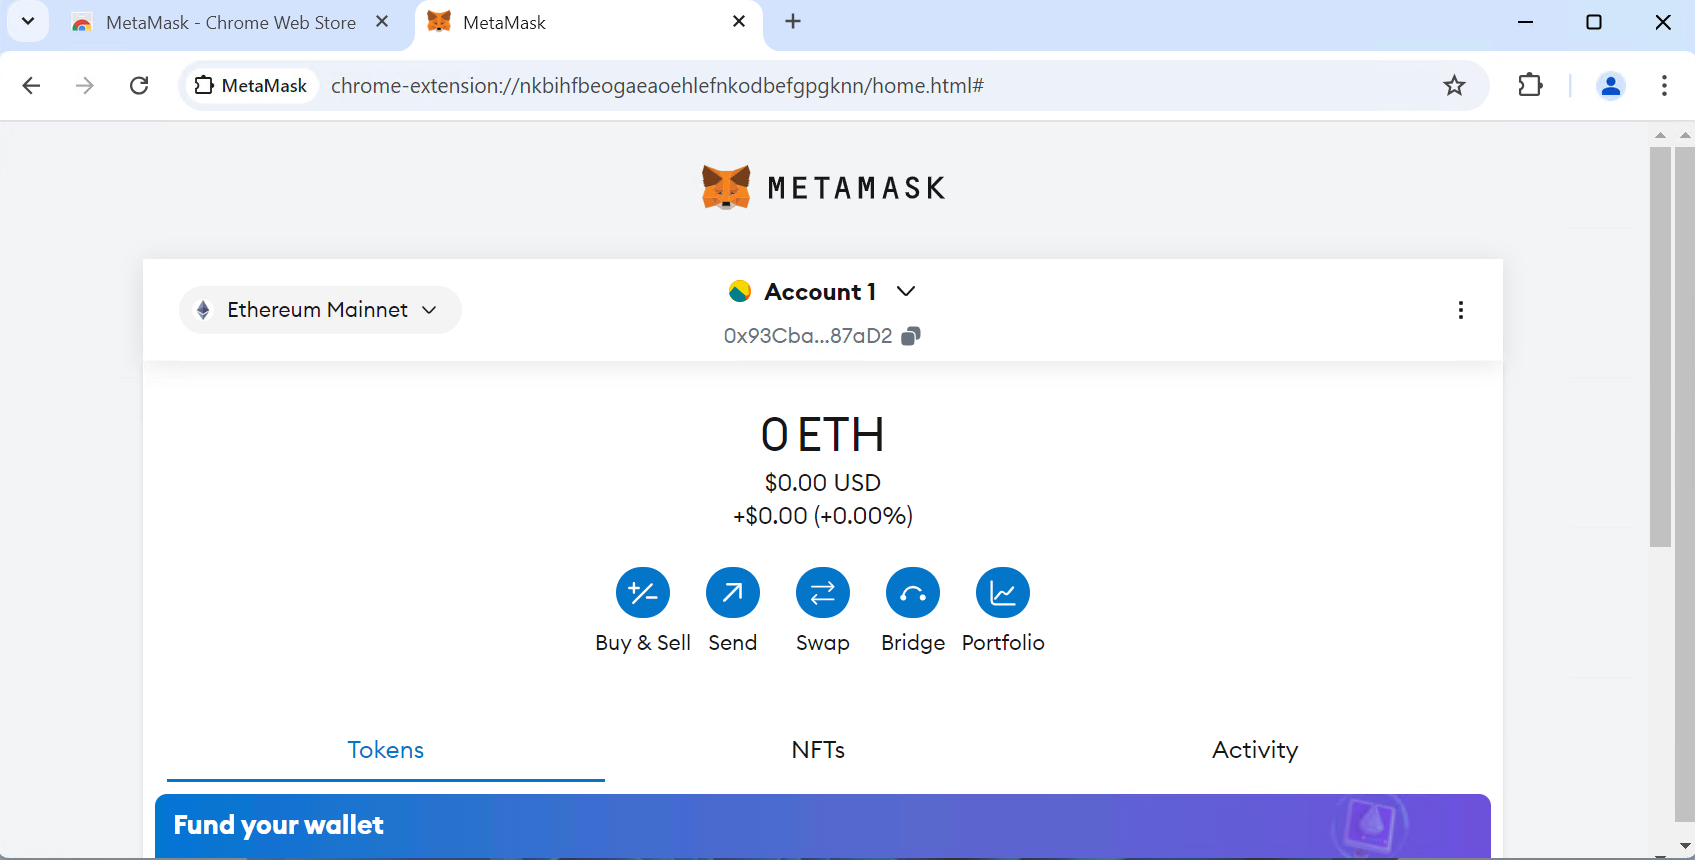 MetaMask - Chrome Web Store
MetaMask
MetaMask
chrome-extension://nkbihfbeogaeaoehlefnkodbefgpgknn/home.html#
METAMASK
Ethereum Mainnet
Account 1
0x93Cba...87aD2
0 ETH
$0.00 USD
+$0.00 (+0.00%)
Buy & Sell
Send
Swap
Bridge
Portfolio
Tokens
NFTs
Activity
Fund your wallet